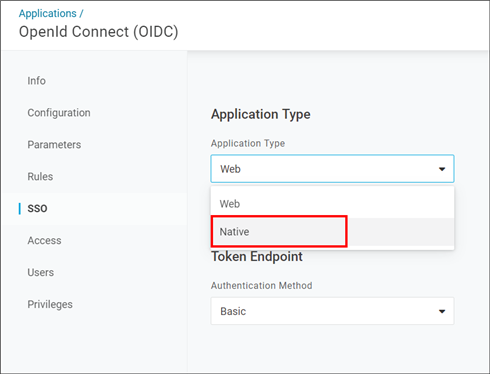 Applications /
OpenId Connect (OIDC)
Info
Configuration
Parameters
Rules
SSO
Access
Users
Privileges
Application Type
Application Type
Web
Web
Native
Token Endpoint
Authentication Method
Basic